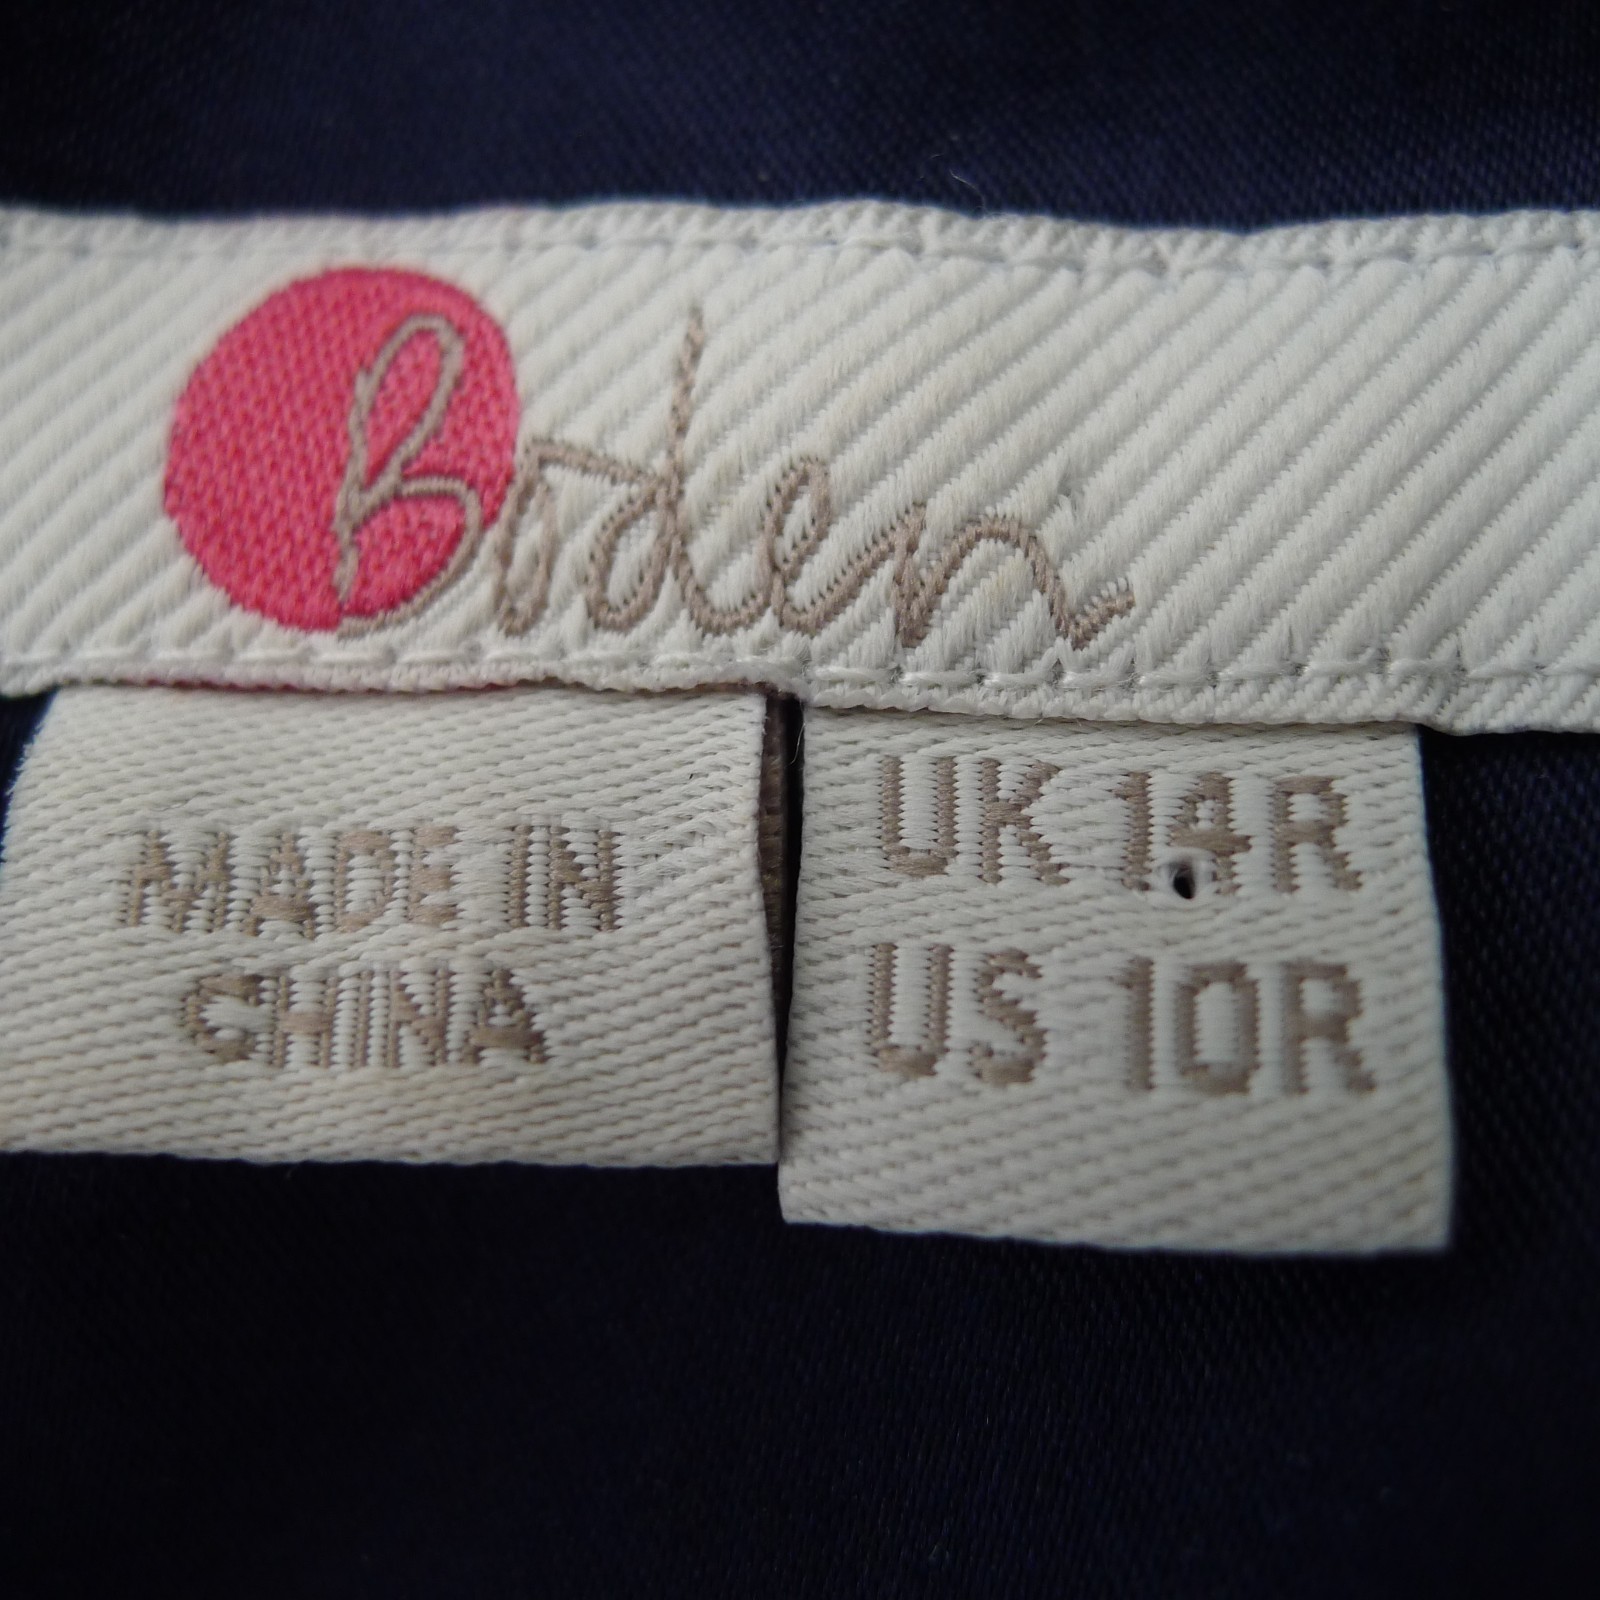 Boden
MADE IN
CHINA
UK 14R
US 10R